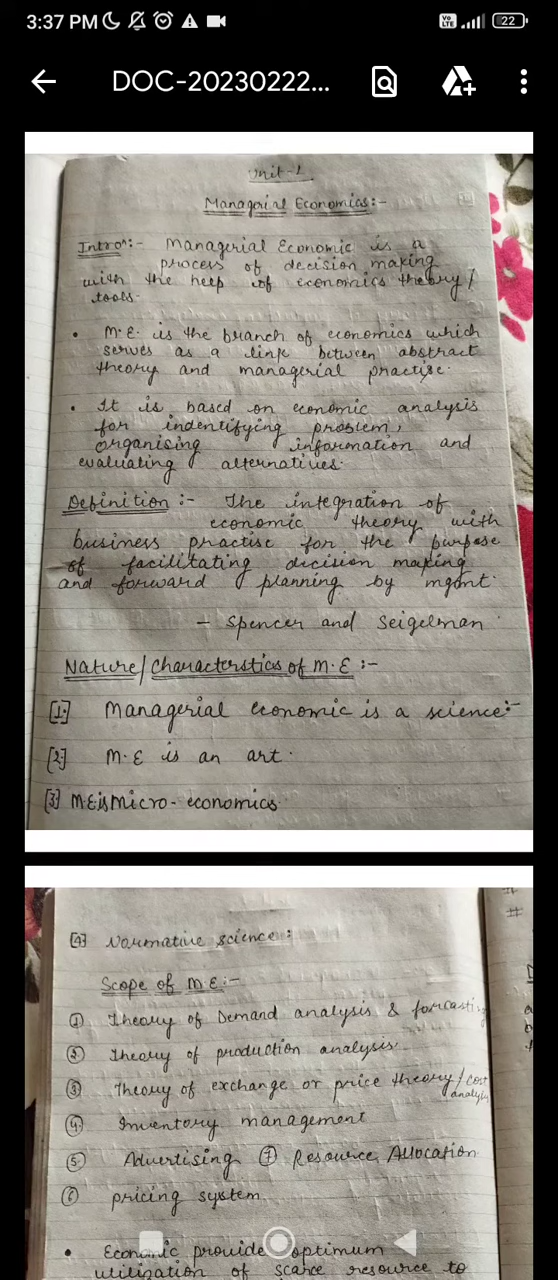 3:37 PM
Vo LTE
22
DOC-20230222...
Unit-1
Managerial Economics:-
Intro^n:- Managerial Economic is a
process of decision making
with the help of economics theory/
tools.
• M.E. is the branch of economics which
serves as a link between abstract
theory and managerial practise.
• It is based on economic analysis
for indentifying problem,
organising information and
evaluating alternatives.
Definition :- The integration of
economic theory with
business practise for the purpose
of facilitating decision making
and forward planning by mgmt.
- Spencer and Seigelman.
Nature/Characterstics of M.E :-
[1.] Managerial economic is a science:-
[2.] M.E is an art.
[3] M.E is Micro-economics.
[4] Normative science:
Scope of M.E:-
① Theory of Demand analysis & forcasting
② Theory of production analysis.
③ Theory of exchange or price theory/cost
analysis
④ Inventory management
⑤ Advertising ⑦ Resource Allocation
⑥ pricing system
• Economic provide optimum
utilization of scarce resource to